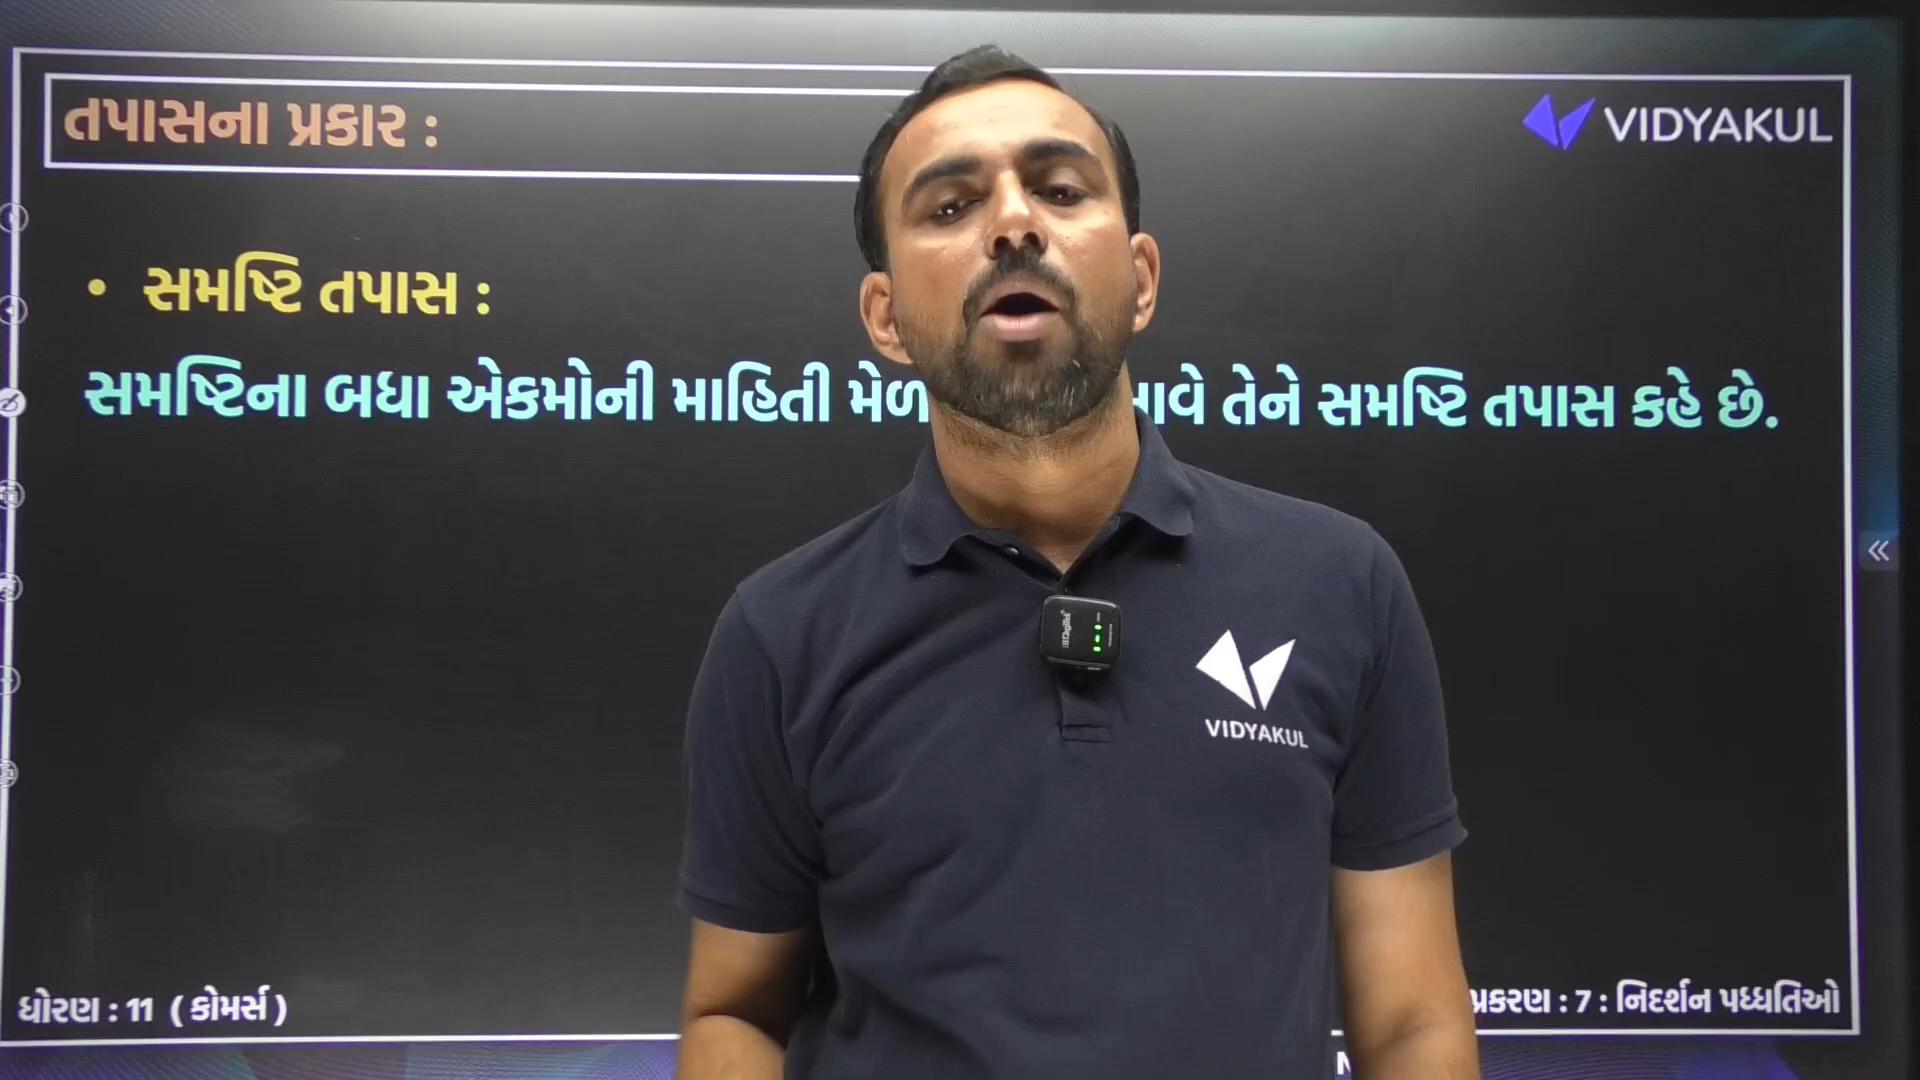 તપાસના પ્રકાર :
VIDYAKUL
• સમષ્ટિ તપાસ :
સમષ્ટિના બધા એકમોની માહિતી તેને સમષ્ટિ તપાસ કહે છે.
VIDYAKUL
ધોરણ : 11 ( કોમર્સ )
પ્રકરણ : 7 : નિદર્શન પધ્ધતિઓ